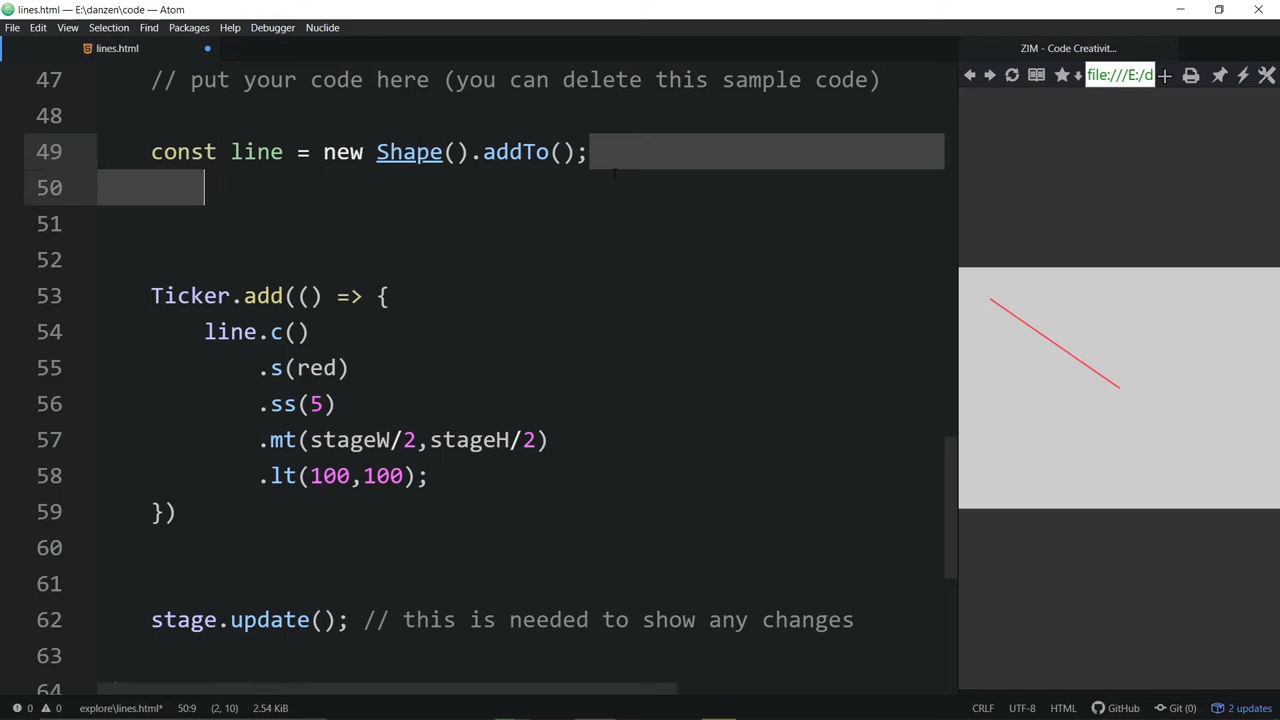 lines.html — E:\danzen\code — Atom
File Edit View Selection Find Packages Help Debugger Nuclide
lines.html
ZIM - Code Creativit...
file:///E:/d
47 // put your code here (you can delete this sample code)
48
49 const line = new Shape().addTo();
50
51
52
53 Ticker.add(() => {
54 line.c()
55 .s(red)
56 .ss(5)
57 .mt(stageW/2,stageH/2)
58 .lt(100,100);
59 })
60
61
62 stage.update(); // this is needed to show any changes
63
64
0 0 explore\lines.html* 50:9 (2, 10) 2.54 KiB CRLF UTF-8 HTML GitHub Git (0) 2 updates